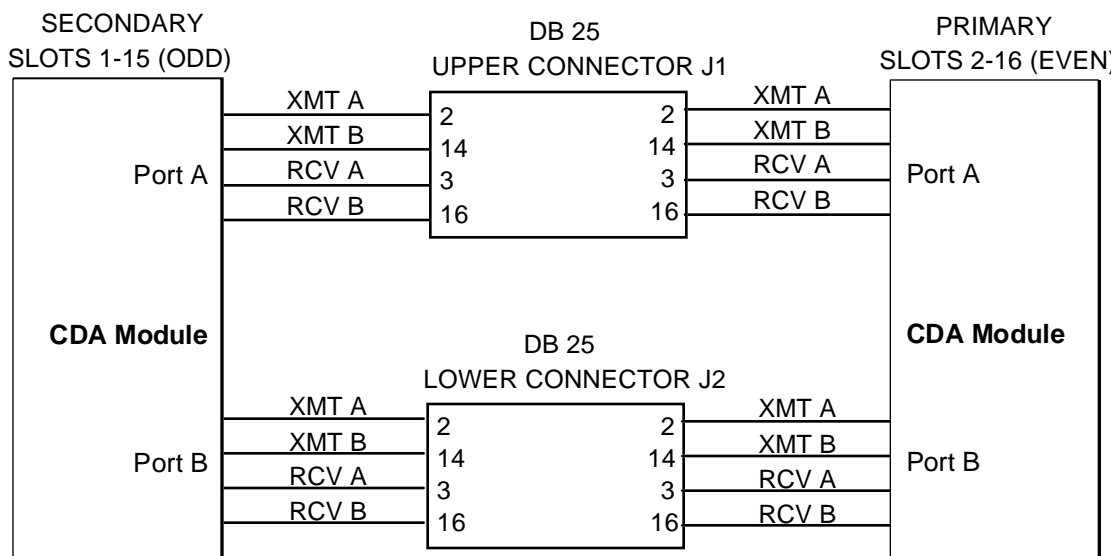 SECONDARY
SLOTS 1-15 (ODD)
DB 25
UPPER CONNECTOR J1
PRIMARY
SLOTS 2-16 (EVEN)
XMT A
2
2
XMT A
XMT B
14
14
XMT B
Port A
RCV A
3
3
RCV A
Port A
RCV B
16
16
RCV B
CDA Module
CDA Module
DB 25
LOWER CONNECTOR J2
XMT A
2
2
XMT A
XMT B
14
14
XMT B
Port B
RCV A
3
3
RCV A
Port B
RCV B
16
16
RCV B